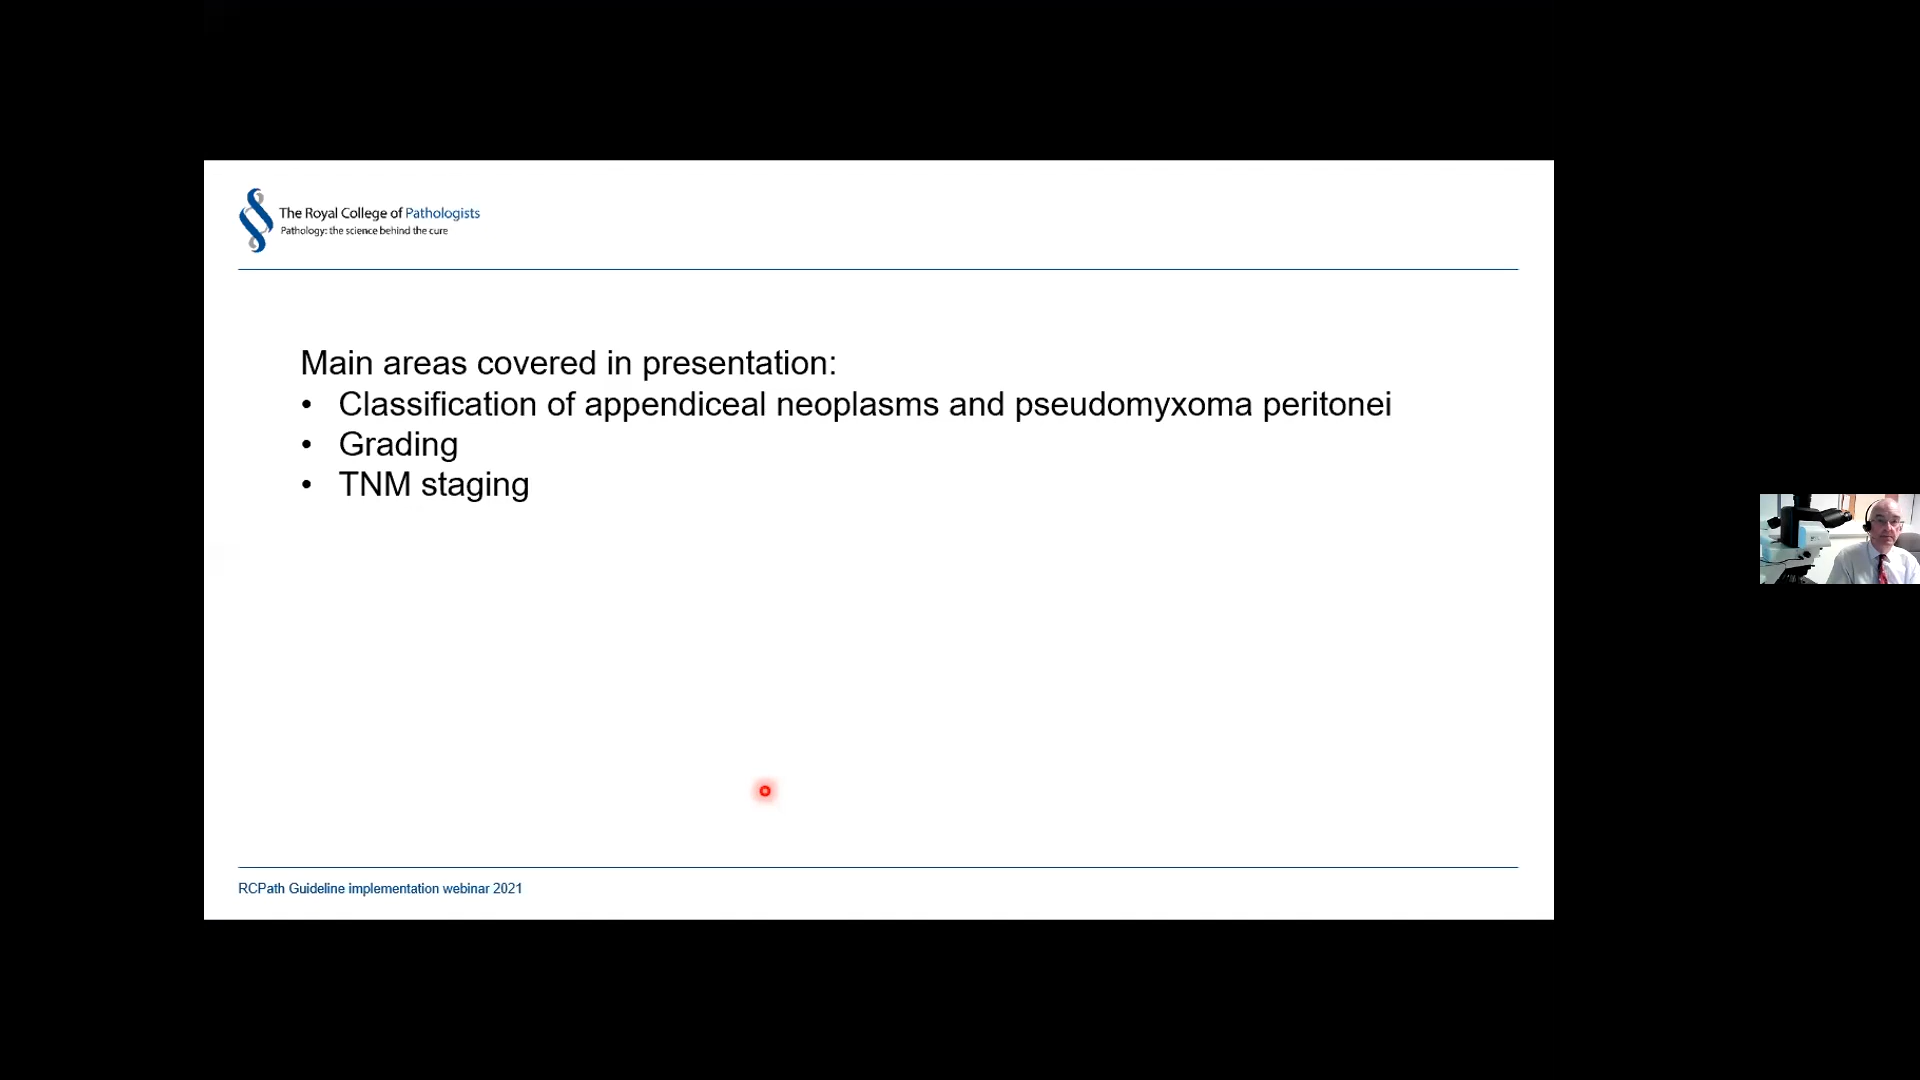 The Royal College of Pathologists
Pathology: the science behind the cure
Main areas covered in presentation:
• Classification of appendiceal neoplasms and pseudomyxoma peritonei
• Grading
• TNM staging
RCPath Guideline implementation webinar 2021